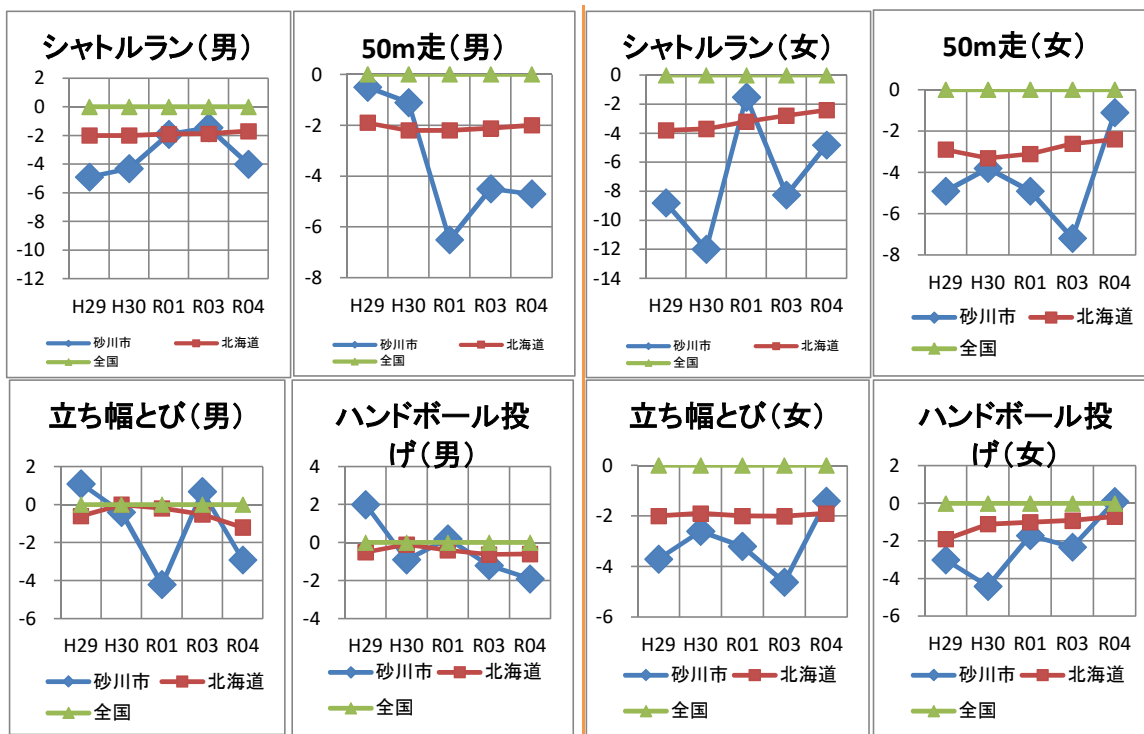 シャトルラン(男)
2
0
-2
-4
-6
-8
-10
-12
H29 H30 R01 R03 R04
砂川市 北海道
全国
50m走(男)
0
-2
-4
-6
-8
H29 H30 R01 R03 R04
砂川市 北海道
全国
シャトルラン(女)
0
-2
-4
-6
-8
-10
-12
-14
H29 H30 R01 R03 R04
砂川市 北海道
全国
50m走(女)
0
-2
-4
-6
-8
H29 H30 R01 R03 R04
砂川市 北海道
全国
立ち幅とび(男)
2
0
-2
-4
-6
H29 H30 R01 R03 R04
砂川市 北海道
全国
ハンドボール投
げ(男)
4
2
0
-2
-4
H29 H30 R01 R03 R04
砂川市 北海道
全国
立ち幅とび(女)
0
-2
-4
-6
H29 H30 R01 R03 R04
砂川市 北海道
全国
ハンドボール投
げ(女)
2
0
-2
-4
-6
H29 H30 R01 R03 R04
砂川市 北海道
全国